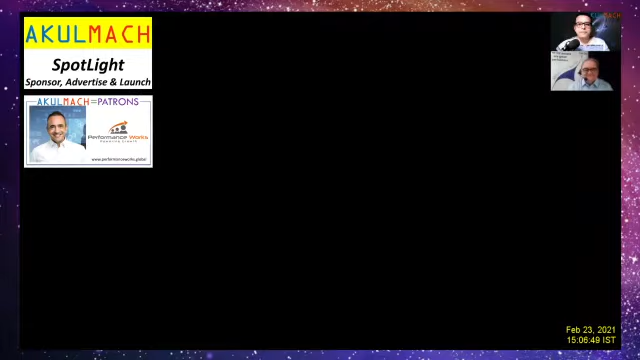 AKULMACH
SpotLight
Sponsor, Advertise & Launch
AKULMACH=PATRONS
Performance Works
www.performanceworks.global
Feb 23, 2021
15:06:49 IST